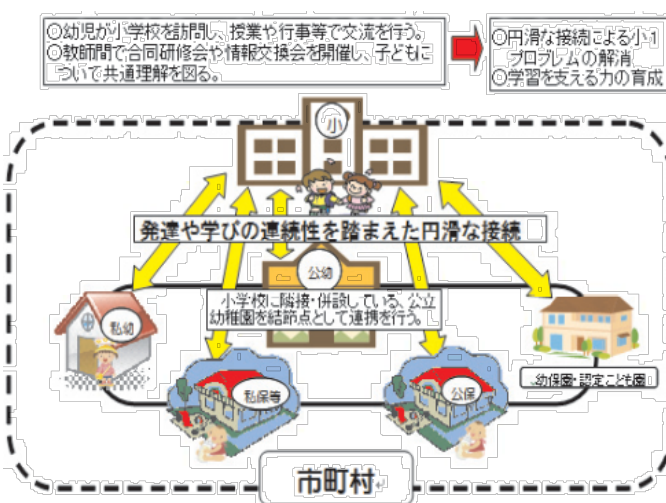 ○幼児が小学校を訪問し、授業や行事等で交流を行う。
○教師間で合同研修会や情報交換会を開催し、子どもに
ついて共通理解を図る。
○円滑な接続による小1
プロブレムの解消
○学習を支える力の育成
小
発達や学びの連続性を踏まえた円滑な接続
公幼
小学校に隣接・併設している、公立
幼稚園を結節点として連携を行う。
私幼
私保等
公保
幼保園・認定こども園
市町村